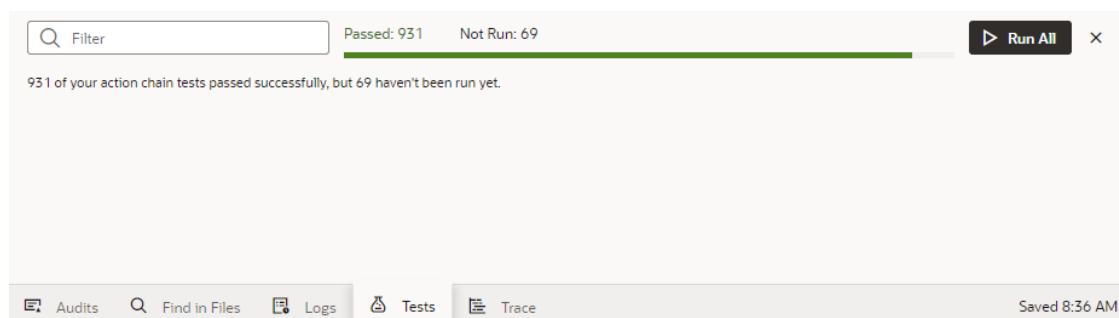 Filter
Passed: 931 Not Run: 69
Run All
931 of your action chain tests passed successfully, but 69 haven't been run yet.
Audits Find in Files Logs Tests Trace Saved 8:36 AM